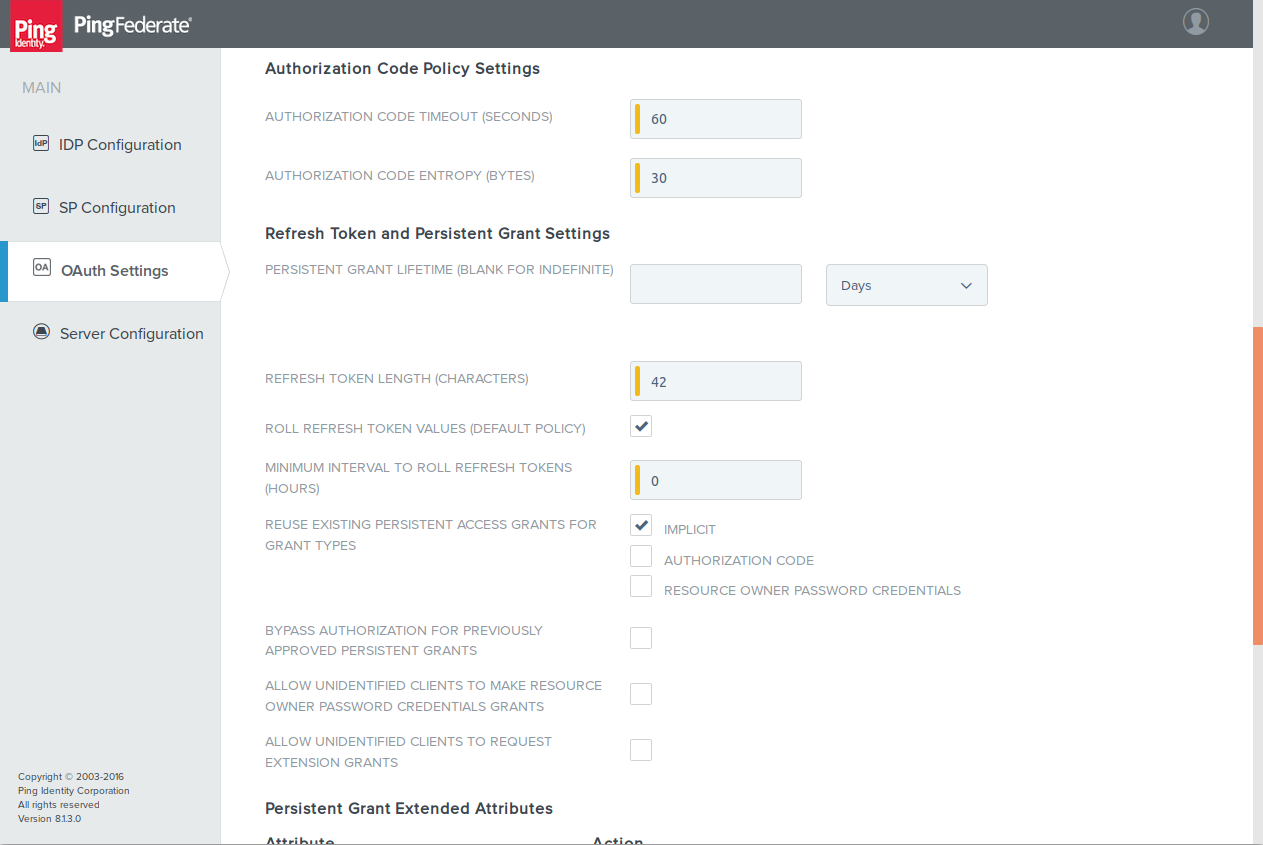 Ping
Identity.
PingFederate®
MAIN
IdP
IDP Configuration
SP
SP Configuration
OA
OAuth Settings
Server Configuration
Copyright © 2003-2016
Ping Identity Corporation
All rights reserved
Version 8.1.3.0
Authorization Code Policy Settings
AUTHORIZATION CODE TIMEOUT (SECONDS)
60
AUTHORIZATION CODE ENTROPY (BYTES)
30
Refresh Token and Persistent Grant Settings
PERSISTENT GRANT LIFETIME (BLANK FOR INDEFINITE)
Days
REFRESH TOKEN LENGTH (CHARACTERS)
42
ROLL REFRESH TOKEN VALUES (DEFAULT POLICY)
MINIMUM INTERVAL TO ROLL REFRESH TOKENS
(HOURS)
0
REUSE EXISTING PERSISTENT ACCESS GRANTS FOR
GRANT TYPES
IMPLICIT
AUTHORIZATION CODE
RESOURCE OWNER PASSWORD CREDENTIALS
BYPASS AUTHORIZATION FOR PREVIOUSLY
APPROVED PERSISTENT GRANTS
ALLOW UNIDENTIFIED CLIENTS TO MAKE RESOURCE
OWNER PASSWORD CREDENTIALS GRANTS
ALLOW UNIDENTIFIED CLIENTS TO REQUEST
EXTENSION GRANTS
Persistent Grant Extended Attributes
Attribute Action